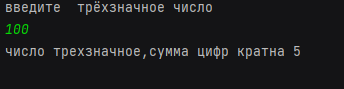 введите  трёхзначное число
100
число трехзначное,сумма цифр кратна 5